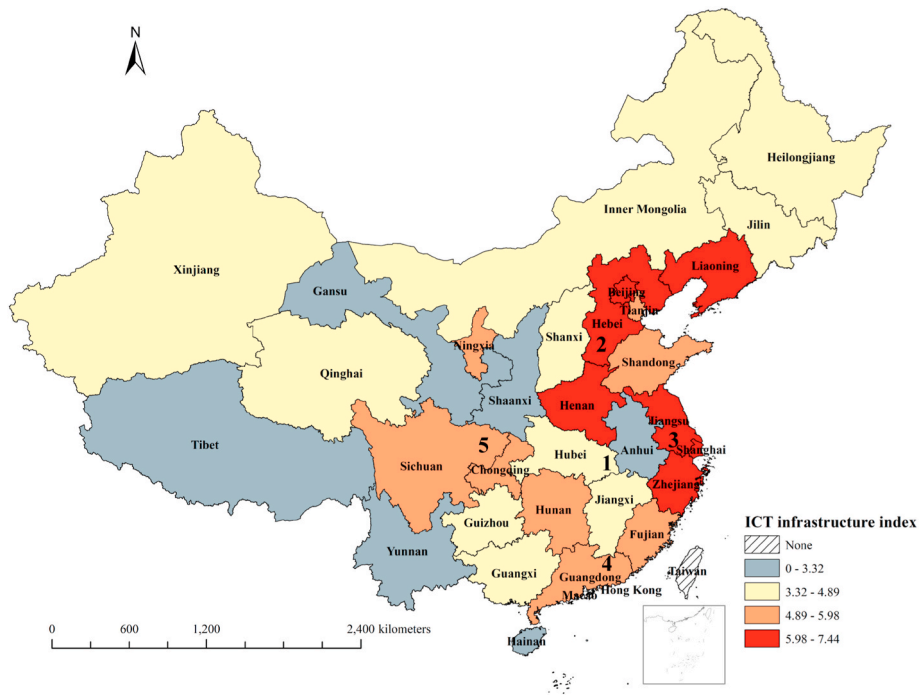 N
Heilongjiang
Inner Mongolia
Jilin
Xinjiang
Liaoning
Gansu
Beijing
Tianjin
Hebei
Ningxia
Shanxi
2
Shandong
Qinghai
Shaanxi
Henan
Tiangsu
Tibet
5
3
Hubei
Anhui
Shanghai
Sichuan
1
Chongqing
Zhejiang
Jiangxi
Hunan
Guizhou
Fujian
Yunnan
4
Guangxi
Guangdong
Taiwan
Macao
Hong Kong
Hainan
0 600 1,200 2,400 kilometers
ICT infrastructure index
None
0 - 3.32
3.32 - 4.89
4.89 - 5.98
5.98 - 7.44